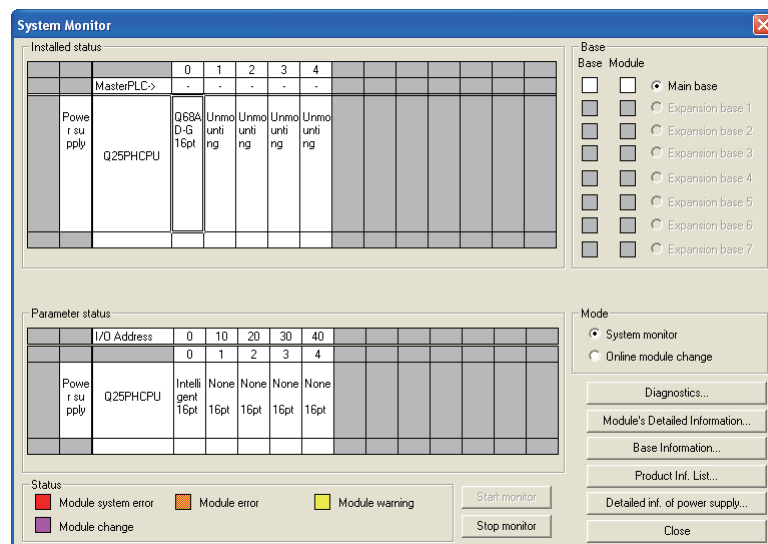 System Monitor
Installed status
0 1 2 3 4
MasterPLC-> - - - - -
Powe
r su
pply
Q25PHCPU
Q68A
D-G
16pt
Unmo
unti
ng
Unmo
unti
ng
Unmo
unti
ng
Unmo
unti
ng
Base
Base Module
Main base
Expansion base 1
Expansion base 2
Expansion base 3
Expansion base 4
Expansion base 5
Expansion base 6
Expansion base 7
Parameter status
I/O Address 0 10 20 30 40
0 1 2 3 4
Powe
r su
pply
Q25PHCPU
Intelli
gent
16pt
None
16pt
None
16pt
None
16pt
None
16pt
Mode
System monitor
Online module change
Diagnostics...
Module's Detailed Information...
Base Information...
Product Inf. List...
Detailed inf. of power supply...
Close
Status
Module system error
Module error
Module warning
Module change
Start monitor
Stop monitor